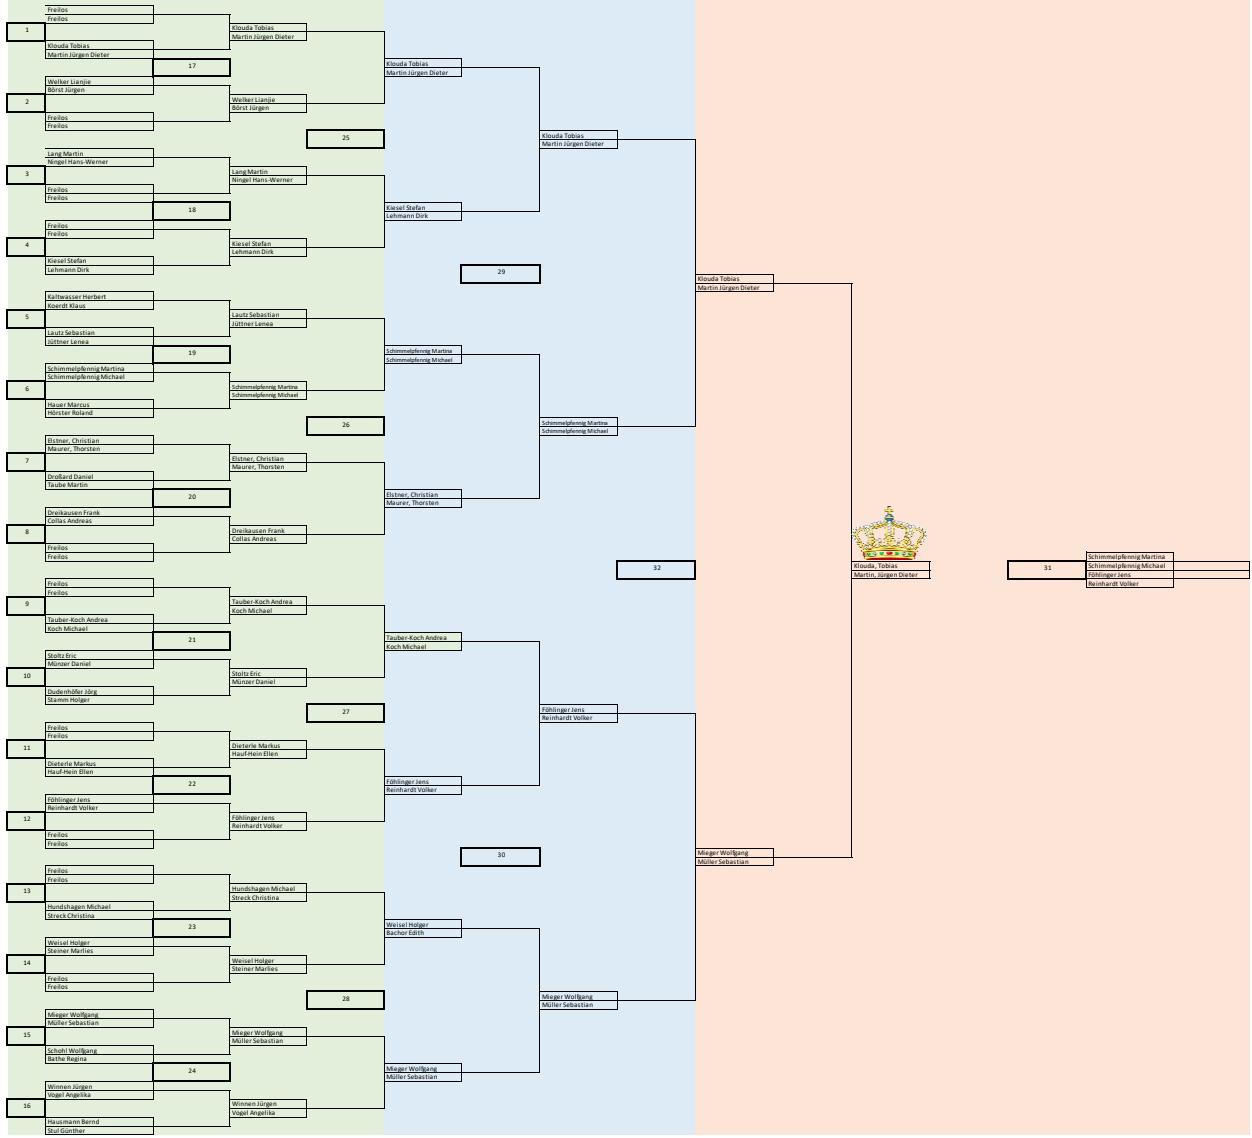 Freilos
Freilos
1
Klouda Tobias
Martin Jürgen Dieter
17
Welker Lianjie
Börst Jürgen
2
Freilos
Freilos
Lang Martin
Ningel Hans-Werner
3
Freilos
Freilos
18
Freilos
Freilos
4
Kiesel Stefan
Lehmann Dirk
Kaltwasser Herbert
Koerdt Klaus
5
Lautz Sebastian
Jüttner Lenea
19
Schimmelpfennig Martina
Schimmelpfennig Michael
6
Hauer Marcus
Hörster Roland
Elstner, Christian
Maurer, Thorsten
7
Droßard Daniel
Taube Martin
20
Dreikausen Frank
Collas Andreas
8
Freilos
Freilos
Freilos
Freilos
9
Tauber-Koch Andrea
Koch Michael
21
Stoltz Eric
Münzer Daniel
10
Dudenhöfer Jörg
Stamm Holger
Freilos
Freilos
11
Dieterle Markus
Hauf-Hein Ellen
22
Föhlinger Jens
Reinhardt Volker
12
Freilos
Freilos
Freilos
Freilos
13
Hundshagen Michael
Streck Christina
23
Weisel Holger
Steiner Marlies
14
Freilos
Freilos
Mieger Wolfgang
Müller Sebastian
15
Schohl Wolfgang
Bathe Regina
24
Winnen Jürgen
Vogel Angelika
16
Hausmann Bernd
Stul Günther
Klouda Tobias
Martin Jürgen Dieter
Welker Lianjie
Börst Jürgen
25
Lang Martin
Ningel Hans-Werner
Kiesel Stefan
Lehmann Dirk
Lautz Sebastian
Jüttner Lenea
Schimmelpfennig Martina
Schimmelpfennig Michael
26
Elstner, Christian
Maurer, Thorsten
Dreikausen Frank
Collas Andreas
Tauber-Koch Andrea
Koch Michael
Stoltz Eric
Münzer Daniel
27
Dieterle Markus
Hauf-Hein Ellen
Föhlinger Jens
Reinhardt Volker
Hundshagen Michael
Streck Christina
Weisel Holger
Steiner Marlies
28
Mieger Wolfgang
Müller Sebastian
Winnen Jürgen
Vogel Angelika
Klouda Tobias
Martin Jürgen Dieter
Kiesel Stefan
Lehmann Dirk
29
Schimmelpfennig Martina
Schimmelpfennig Michael
Elstner, Christian
Maurer, Thorsten
Tauber-Koch Andrea
Koch Michael
Föhlinger Jens
Reinhardt Volker
30
Weisel Holger
Bachor Edith
Mieger Wolfgang
Müller Sebastian
Klouda Tobias
Martin Jürgen Dieter
Schimmelpfennig Martina
Schimmelpfennig Michael
32
Föhlinger Jens
Reinhardt Volker
Mieger Wolfgang
Müller Sebastian
Klouda Tobias
Martin Jürgen Dieter
Mieger Wolfgang
Müller Sebastian
Klouda, Tobias
Martin, Jürgen Dieter
31
Schimmelpfennig Martina
Schimmelpfennig Michael
Föhlinger Jens
Reinhardt Volker